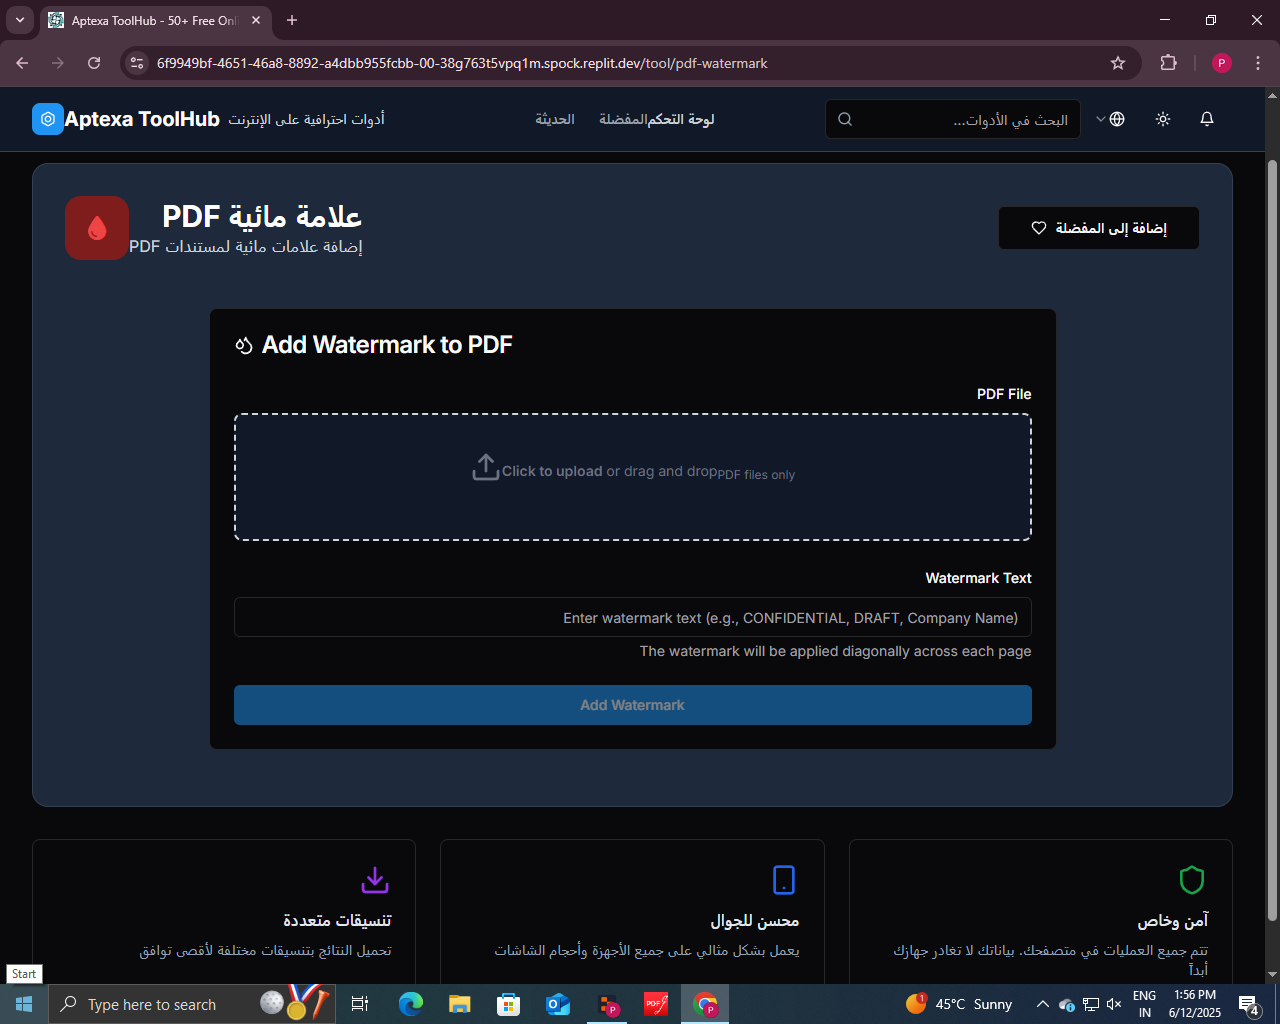 Aptexa ToolHub - 50+ Free Onl
6f9949bf-4651-46a8-8892-a4dbb955fcbb-00-38g763t5vpq1m.spock.replit.dev/tool/pdf-watermark
P
Aptexa ToolHub أدوات احترافية على الإنترنت
لوحة التحكم المفضلة الحديثة
البحث في الأدوات...
علامة مائية PDF
إضافة علامات مائية لمستندات PDF
إضافة إلى المفضلة
Add Watermark to PDF
PDF File
Click to upload or drag and drop PDF files only
Watermark Text
Enter watermark text (e.g., CONFIDENTIAL, DRAFT, Company Name)
The watermark will be applied diagonally across each page
Add Watermark
آمن وخاص
تتم جميع العمليات في متصفحك. بياناتك لا تغادر جهازك
أبداً
محسن للجوال
يعمل بشكل مثالي على جميع الأجهزة وأحجام الشاشات
تنسيقات متعددة
تحميل النتائج بتنسيقات مختلفة لأقصى توافق
Start
Type here to search
P
PDF
P
1
45°C Sunny
ENG
IN
1:56 PM
6/12/2025
4